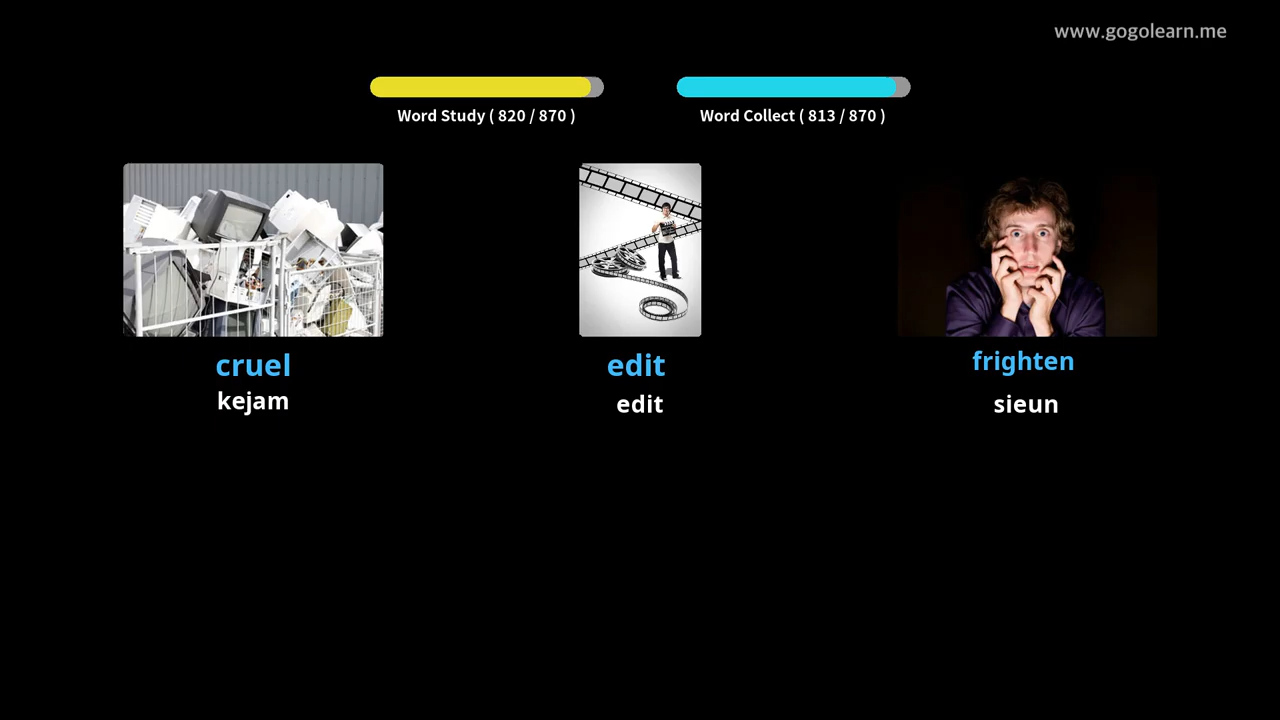 www.gogolearn.me
Word Study ( 820 / 870 )
Word Collect ( 813 / 870 )
cruel
kejam
edit
edit
frighten
sieun